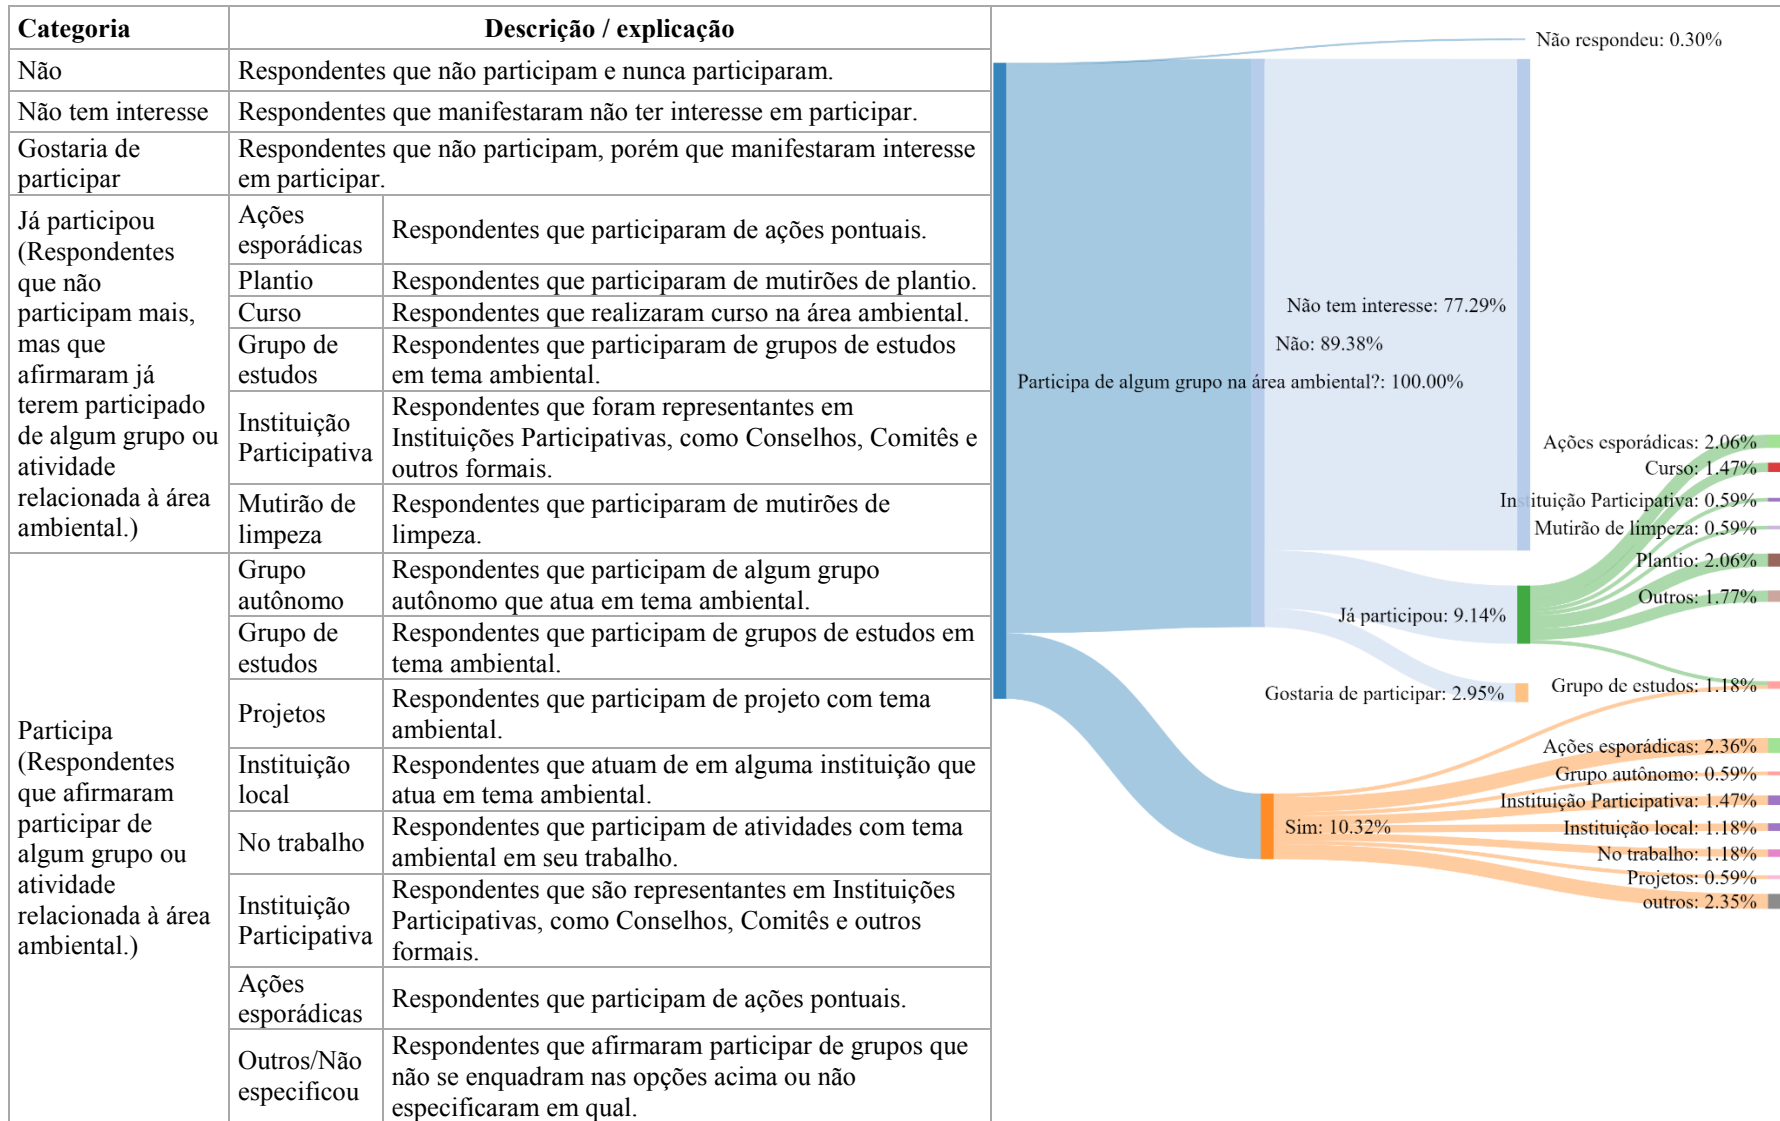 Categoria
Descrição / explicação
Não
Respondentes que não participam e nunca participaram.
Não tem interesse
Respondentes que manifestaram não ter interesse em participar.
Gostaria de
participar
Respondentes que não participam, porém que manifestaram interesse
em participar.
Já participou
(Respondentes
que não
participam mais,
mas que
afirmaram já
terem participado
de algum grupo ou
atividade
relacionada à área
ambiental.)
Ações
esporádicas
Respondentes que participaram de ações pontuais.
Plantio
Respondentes que participaram de mutirões de plantio.
Curso
Respondentes que realizaram curso na área ambiental.
Grupo de
estudos
Respondentes que participaram de grupos de estudos
em tema ambiental.
Instituição
Participativa
Respondentes que foram representantes em
Instituições Participativas, como Conselhos, Comitês e
outros formais.
Mutirão de
limpeza
Respondentes que participaram de mutirões de
limpeza.
Participa
(Respondentes
que afirmaram
participar de
algum grupo ou
atividade
relacionada à área
ambiental.)
Grupo
autônomo
Respondentes que participam de algum grupo
autônomo que atua em tema ambiental.
Grupo de
estudos
Respondentes que participam de grupos de estudos em
tema ambiental.
Projetos
Respondentes que participam de projeto com tema
ambiental.
Instituição
local
Respondentes que atuam de em alguma instituição que
atua em tema ambiental.
No trabalho
Respondentes que participam de atividades com tema
ambiental em seu trabalho.
Instituição
Participativa
Respondentes que são representantes em Instituições
Participativas, como Conselhos, Comitês e outros
formais.
Ações
esporádicas
Respondentes que participam de ações pontuais.
Outros/Não
especificou
Respondentes que afirmaram participar de grupos que
não se enquadram nas opções acima ou não
especificaram em qual.
Não respondeu: 0.30%
Não tem interesse: 77.29%
Não: 89.38%
Participa de algum grupo na área ambiental?: 100.00%
Ações esporádicas: 2.06%
Curso: 1.47%
Instituição Participativa: 0.59%
Mutirão de limpeza: 0.59%
Plantio: 2.06%
Outros: 1.77%
Já participou: 9.14%
Grupo de estudos: 1.18%
Gostaria de participar: 2.95%
Ações esporádicas: 2.36%
Grupo autônomo: 0.59%
Instituição Participativa: 1.47%
Sim: 10.32%
Instituição local: 1.18%
No trabalho: 1.18%
Projetos: 0.59%
outros: 2.35%